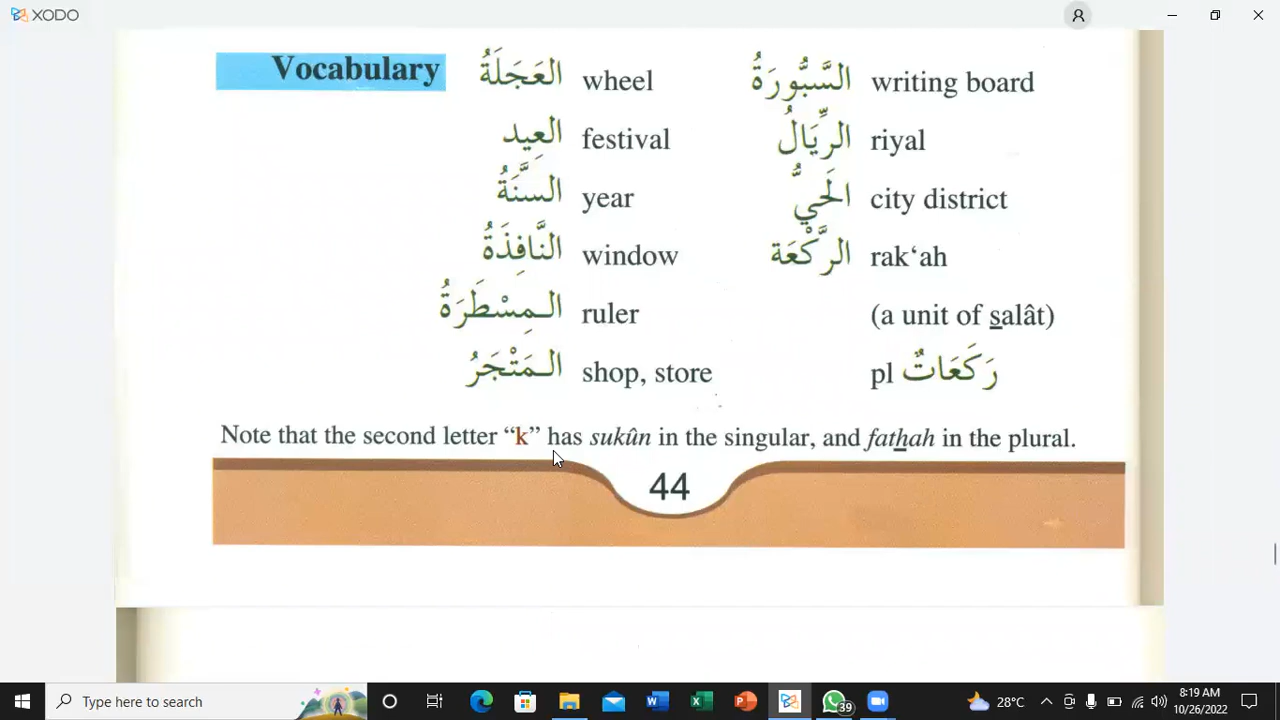 XODO
Vocabulary
العَجَلَةُ wheel
السَّبُّورَةُ writing board
العِيد festival
الرِّيَالُ riyal
السَّنَةُ year
الحَيُّ city district
النَّافِذَةُ window
الرَّكْعَة rak‘ah
المِسْطَرَةُ ruler
(a unit of salât)
المَتْجَرُ shop, store
pl رَكَعَاتٌ
Note that the second letter “k” has sukûn in the singular, and fathah in the plural.
44
Type here to search
39
28°C
8:19 AM
10/26/2022